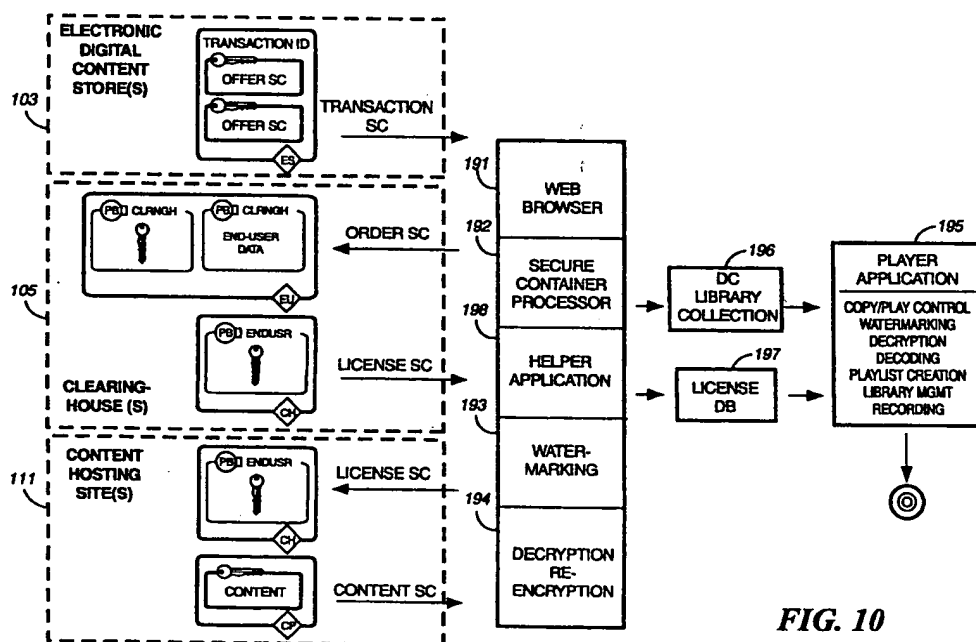 ELECTRONIC
DIGITAL
CONTENT
STORE(S)
103
TRANSACTION ID
OFFER SC
OFFER SC
ES
TRANSACTION
SC
PB CLRNGH
PB CLRNGH
END-USER
DATA
EU
ORDER SC
105
PB ENDUSR
CH
LICENSE SC
CLEARING-
HOUSE (S)
CONTENT
HOSTING
SITE(S)
111
PB ENDUSR
CH
LICENSE SC
CONTENT
CP
CONTENT SC
191
WEB
BROWSER
192
SECURE
CONTAINER
PROCESSOR
198
HELPER
APPLICATION
193
WATER-
MARKING
194
DECRYPTION
RE-
ENCRYPTION
196
DC
LIBRARY
COLLECTION
197
LICENSE
DB
195
PLAYER
APPLICATION
COPY/PLAY CONTROL
WATERMARKING
DECRYPTION
DECODING
PLAYLIST CREATION
LIBRARY MGMT
RECORDING
FIG. 10